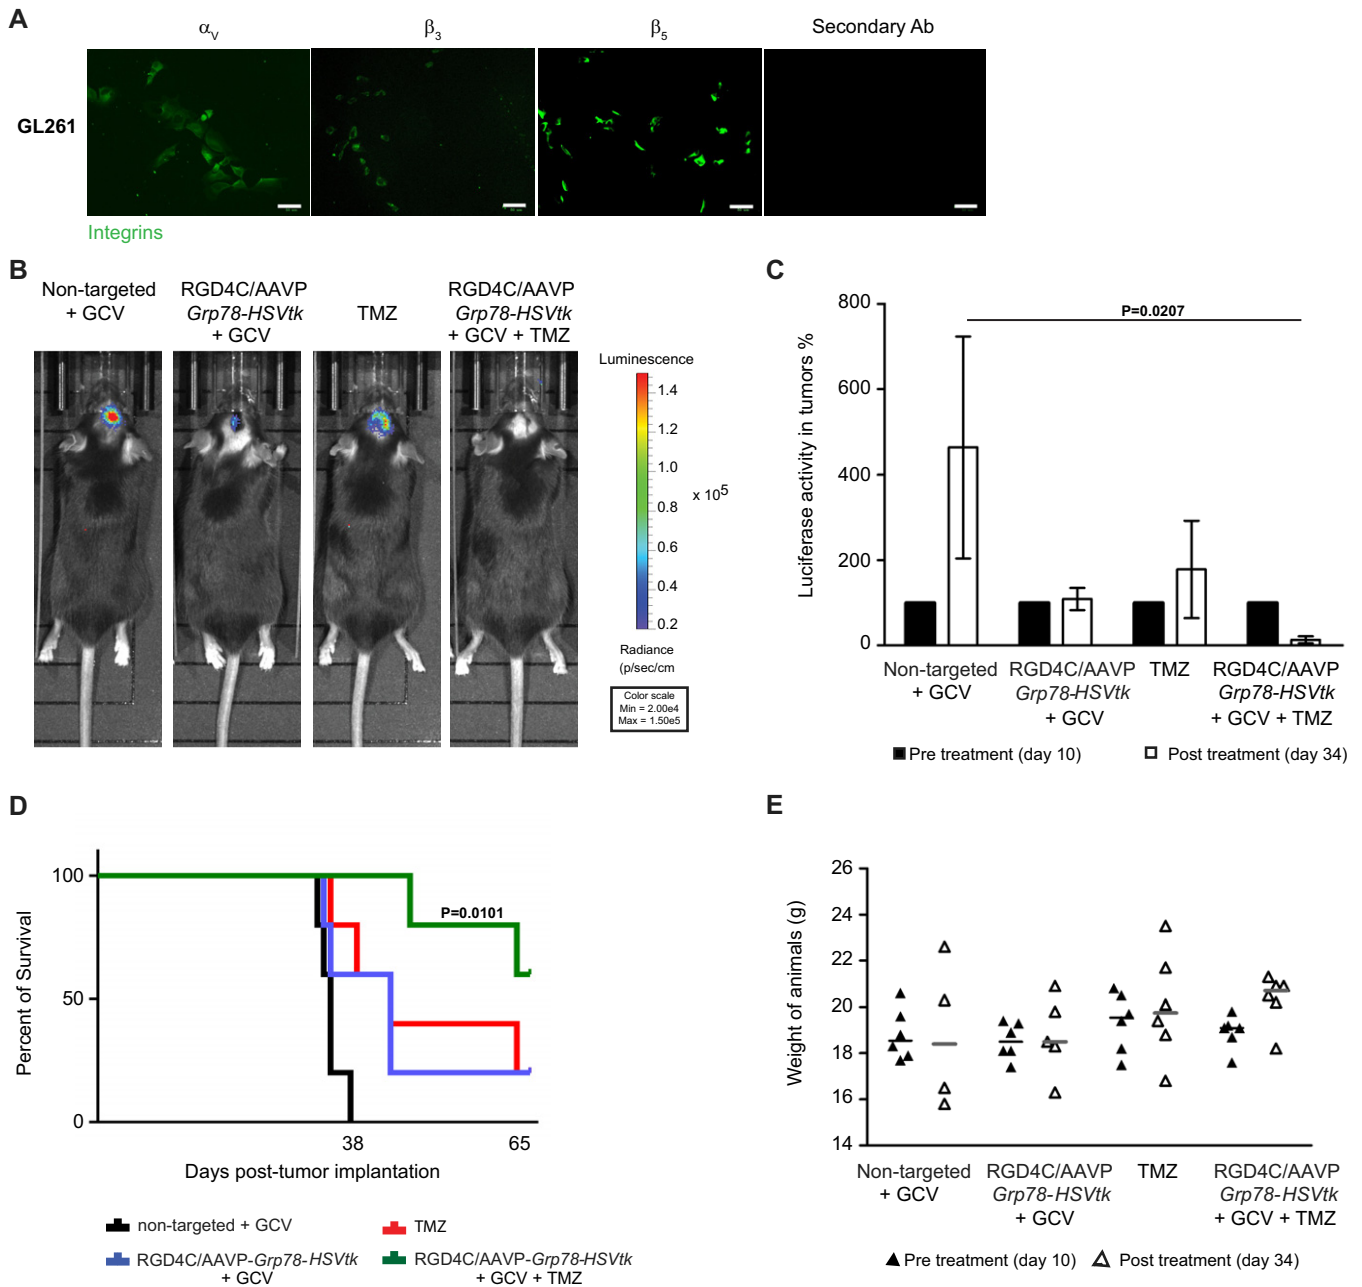 A
αV
β3
β5
Secondary Ab
GL261
Integrins
B
Non-targeted
+ GCV
RGD4C/AAVP
Grp78-HSVtk
+ GCV
TMZ
RGD4C/AAVP
Grp78-HSVtk
+ GCV + TMZ
Luminescence
1.4
1.2
1.0
0.8
0.6
0.4
0.2
x 10^5
Radiance
(p/sec/cm
Color scale
Min = 2.00e4
Max = 1.50e5
C
Luciferase activity in tumors %
800
600
400
200
0
P=0.0207
Non-targeted
+ GCV
RGD4C/AAVP
Grp78-HSVtk
+ GCV
TMZ
RGD4C/AAVP
Grp78-HSVtk
+ GCV + TMZ
Pre treatment (day 10)
Post treatment (day 34)
D
Percent of Survival
100
50
0
P=0.0101
38
65
Days post-tumor implantation
non-targeted + GCV
TMZ
RGD4C/AAVP-Grp78-HSVtk
+ GCV
RGD4C/AAVP-Grp78-HSVtk
+ GCV + TMZ
E
Weight of animals (g)
26
24
22
20
18
16
14
Non-targeted
+ GCV
RGD4C/AAVP
Grp78-HSVtk
+ GCV
TMZ
RGD4C/AAVP
Grp78-HSVtk
+ GCV + TMZ
Pre treatment (day 10)
Post treatment (day 34)